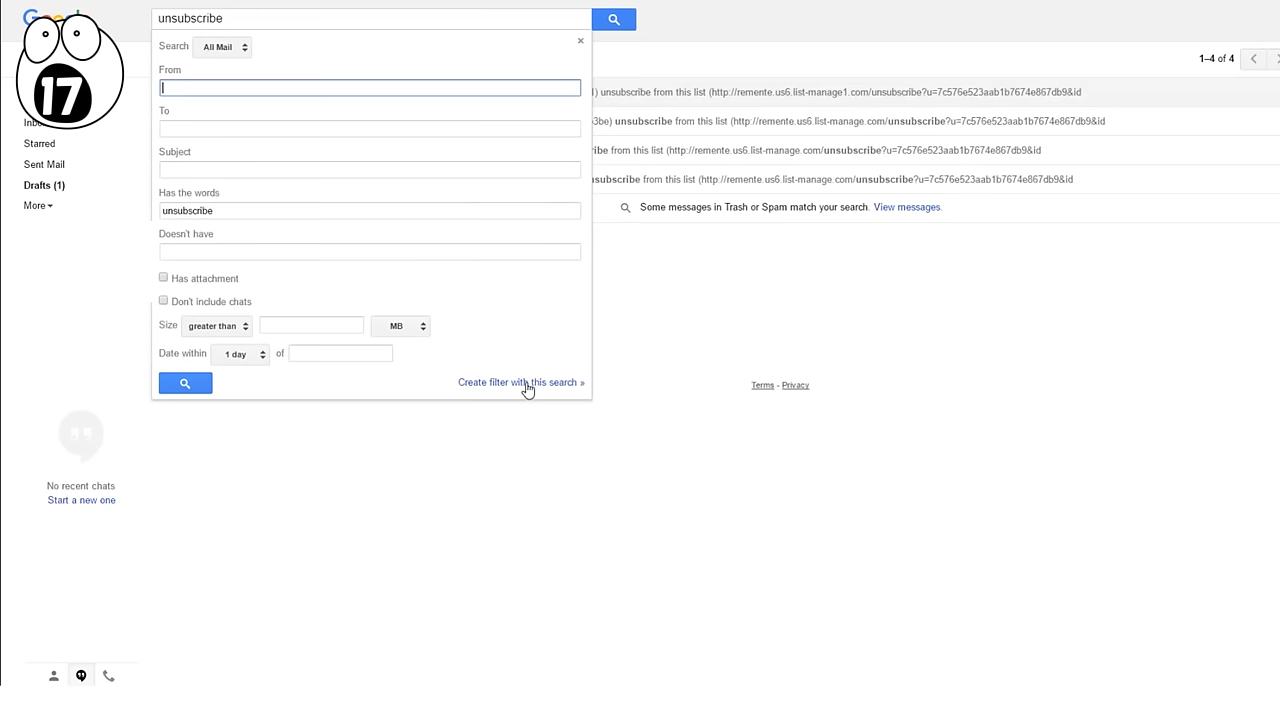 unsubscribe
17
Search All Mail
From
To
Subject
Has the words
unsubscribe
Doesn't have
Has attachment
Don't include chats
Size greater than MB
Date within 1 day of
Create filter with this search »
1–4 of 4
unsubscribe from this list (http://remente.us6.list-manage1.com/unsubscribe?u=7c576e523aab1b7674e867db9&id
3be) unsubscribe from this list (http://remente.us6.list-manage.com/unsubscribe?u=7c576e523aab1b7674e867db9&id
from this list (http://remente.us6.list-manage.com/unsubscribe?u=7c576e523aab1b7674e867db9&id
from this list (http://remente.us6.list-manage.com/unsubscribe?u=7c576e523aab1b7674e867db9&id
Some messages in Trash or Spam match your search. View messages.
Starred
Sent Mail
Drafts (1)
More
Terms - Privacy
No recent chats
Start a new one